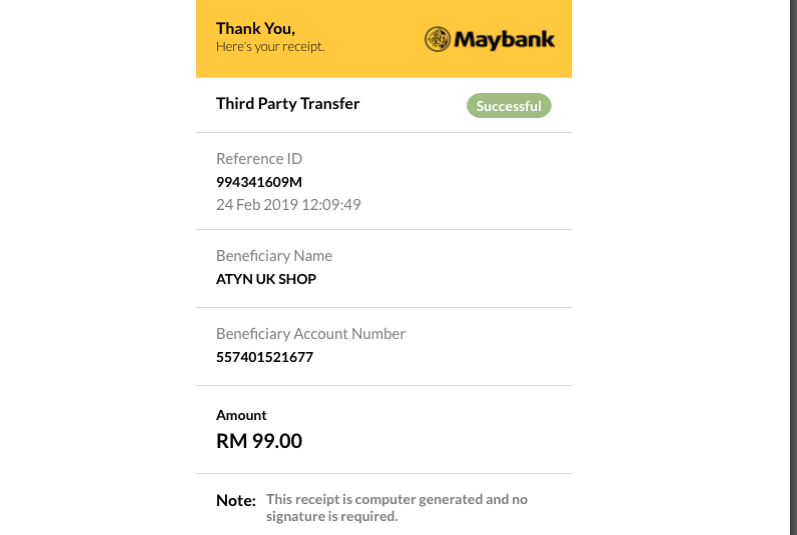 Thank You,
Here's your receipt.
Maybank
Third Party Transfer
Successful
Reference ID
994341609M
24 Feb 2019 12:09:49
Beneficiary Name
ATYN UK SHOP
Beneficiary Account Number
557401521677
Amount
RM 99.00
Note: This receipt is computer generated and no
signature is required.